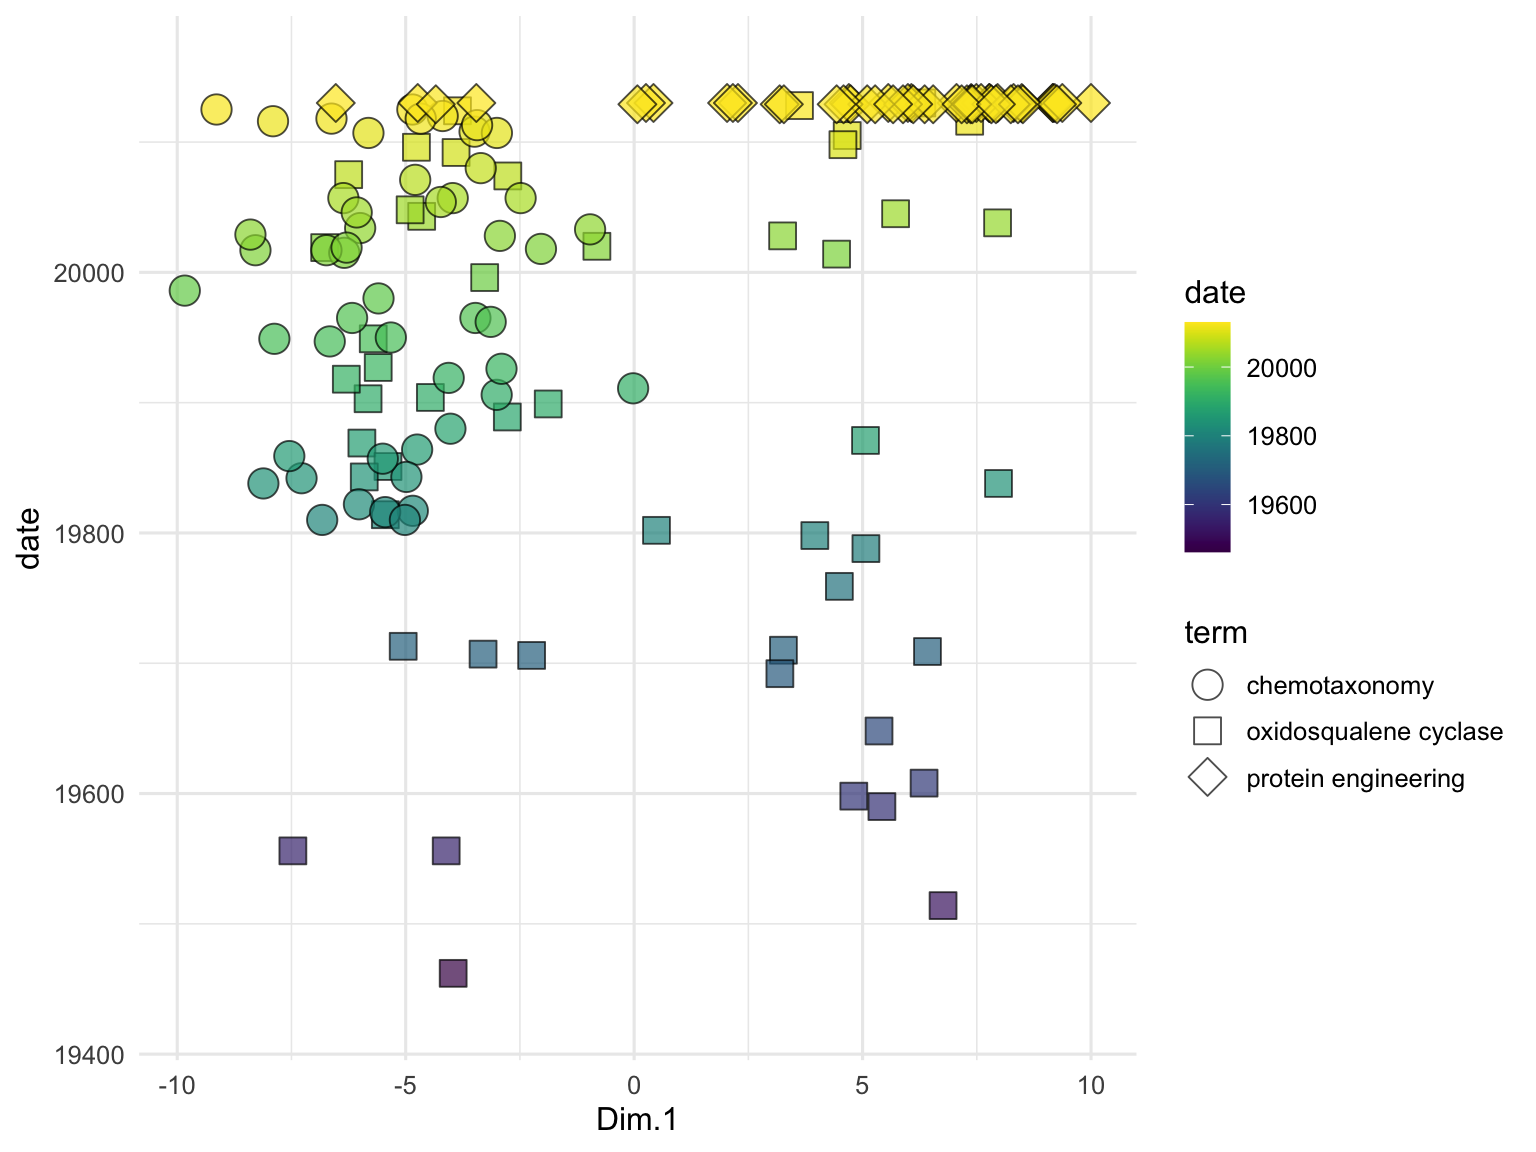 date
20000
19800
19600
19400
-10
-5
0
5
10
Dim.1
date
20000
19800
19600
term
chemotaxonomy
oxidosqualene cyclase
protein engineering